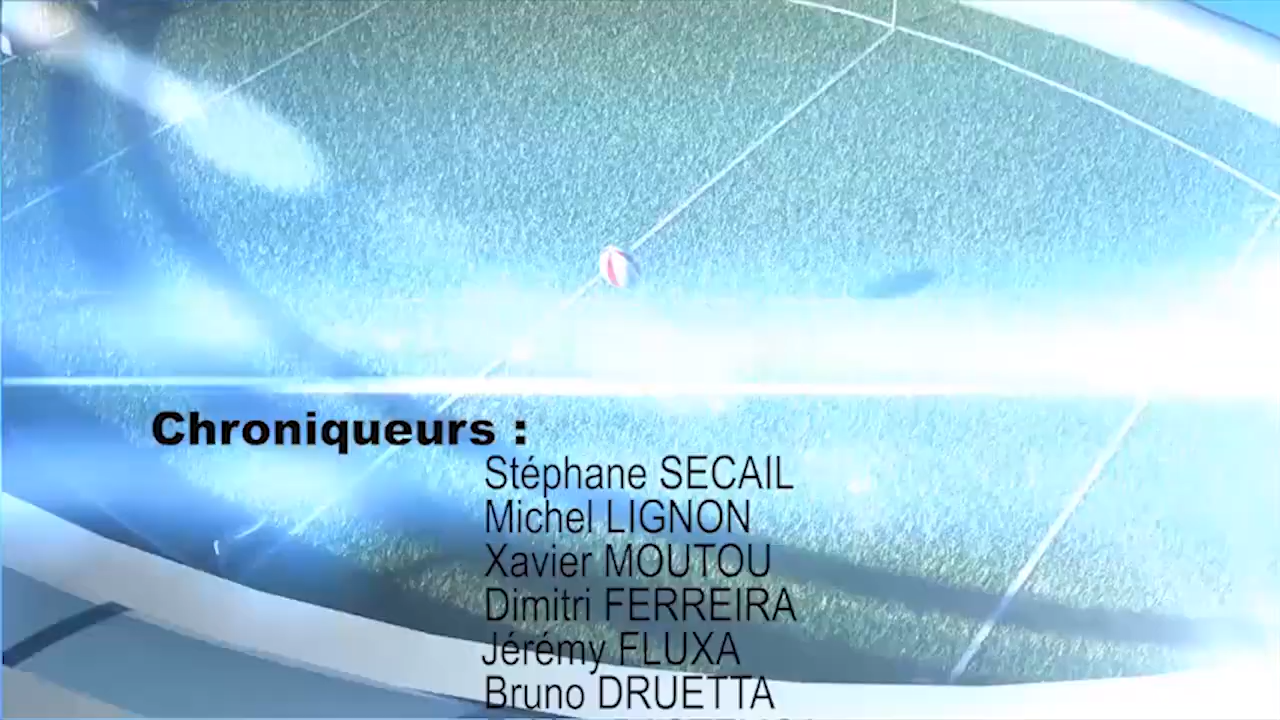 Chroniqueurs :
Stéphane SECAIL
Michel LIGNON
Xavier MOUTOU
Dimitri FERREIRA
Jérémy FLUXA
Bruno DRUETTA